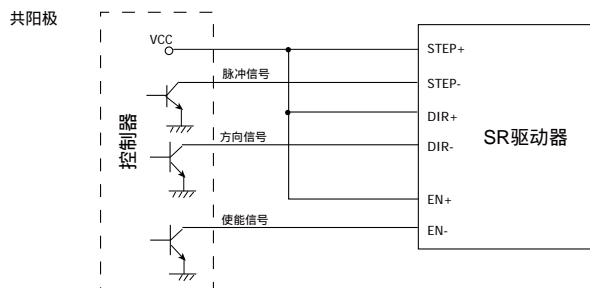 共阳极
VCC
STEP+
脉冲信号
STEP-
DIR+
控制器
方向信号
DIR-
SR驱动器
EN+
使能信号
EN-